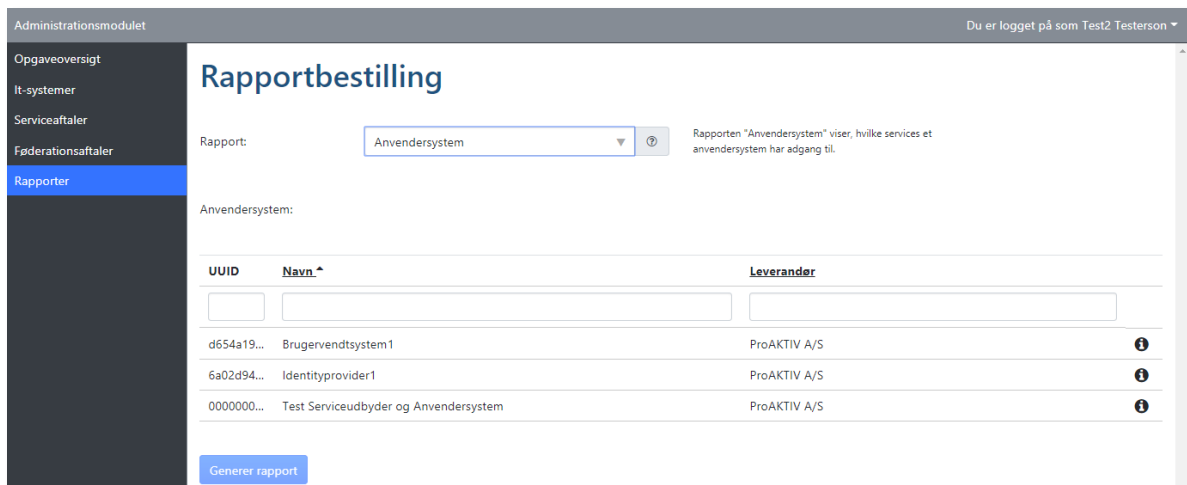 Administrationsmodulet
Du er logget på som Test2 Testerson
Opgaveoversigt
It-systemer
Serviceaftaler
Føderationsaftaler
Rapporter
Rapportbestilling
Rapport:
Anvendersystem
Rapporten "Anvendersystem" viser, hvilke services et
anvendersystem har adgang til.
Anvendersystem:
UUID Navn Leverandør
d654a19... Brugervendtsystem1 ProAKTIV A/S
6a02d94... Identityprovider1 ProAKTIV A/S
0000000... Test Serviceudbyder og Anvendersystem ProAKTIV A/S
Generer rapport